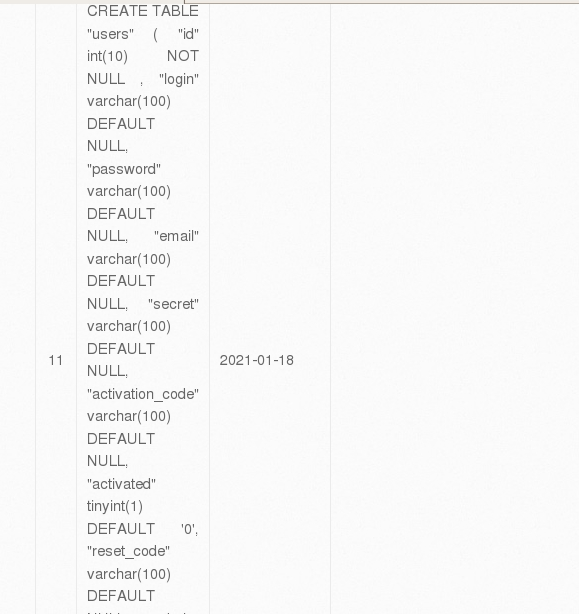 CREATE TABLE
"users" ( "id"
int(10) NOT
NULL , "login"
varchar(100)
DEFAULT
NULL,
"password"
varchar(100)
DEFAULT
NULL, "email"
varchar(100)
DEFAULT
NULL, "secret"
varchar(100)
DEFAULT
11
2021-01-18
NULL,
"activation_code"
varchar(100)
DEFAULT
NULL,
"activated"
tinyint(1)
DEFAULT '0',
"reset_code"
varchar(100)
DEFAULT